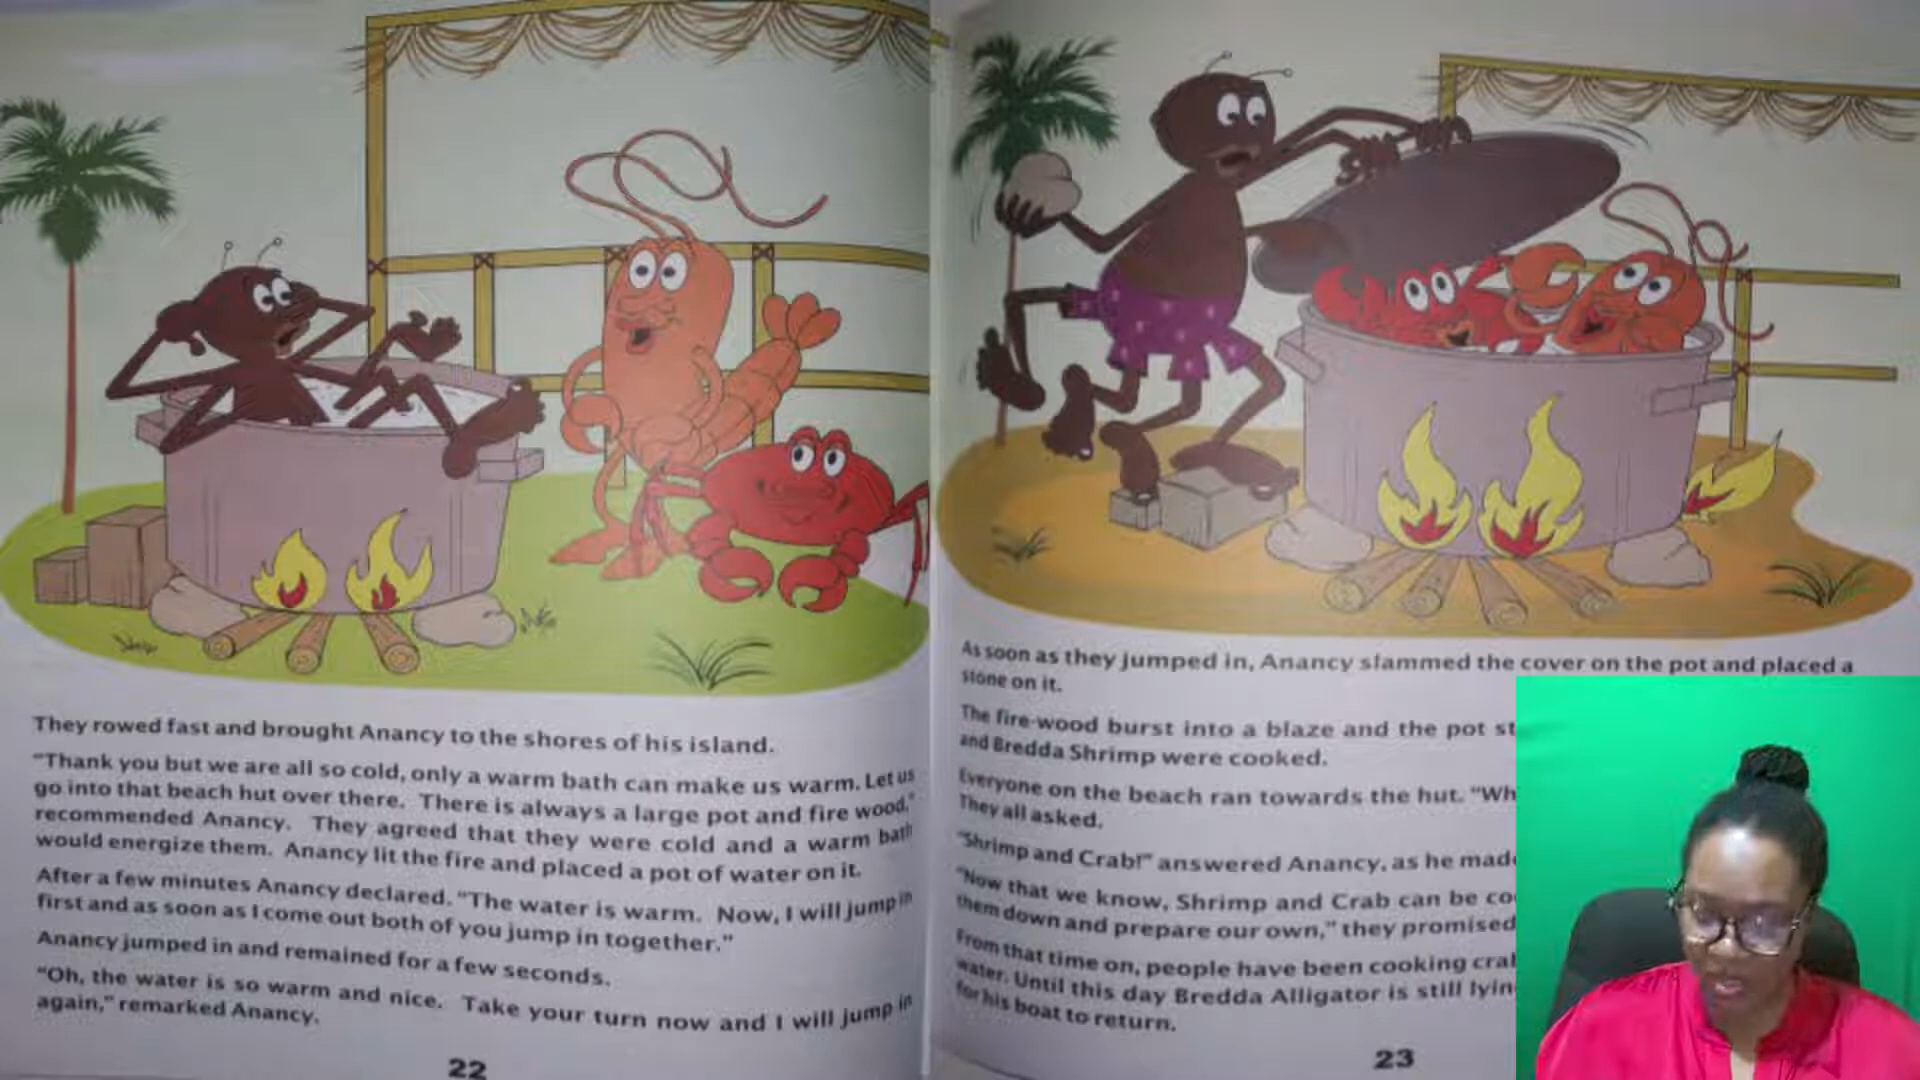 They rowed fast and brought Anancy to the shores of his island.
“Thank you but we are all so cold, only a warm bath can make us warm. Let us
go into that beach hut over there. There is always a large pot and fire wood.”
recommended Anancy. They agreed that they were cold and a warm bath
would energize them. Anancy lit the fire and placed a pot of water on it.
After a few minutes Anancy declared, “The water is warm. Now, I will jump in
first and as soon as I come out both of you jump in together.”
Anancy jumped in and remained for a few seconds.
“Oh, the water is so warm and nice. Take your turn now and I will jump in
again,” remarked Anancy.
22
As soon as they jumped in, Anancy slammed the cover on the pot and placed a
stone on it.
The fire-wood burst into a blaze and the pot
and Bredda Shrimp were cooked.
Everyone on the beach ran towards the hut.
They all asked.
“Shrimp and Crab!” answered Anancy, as he
“Now that we know, Shrimp and Crab can be
them down and prepare our own,” they promised
From that time on, people have been cooking
water. Until this day Bredda Alligator is still
for his boat to return.
23